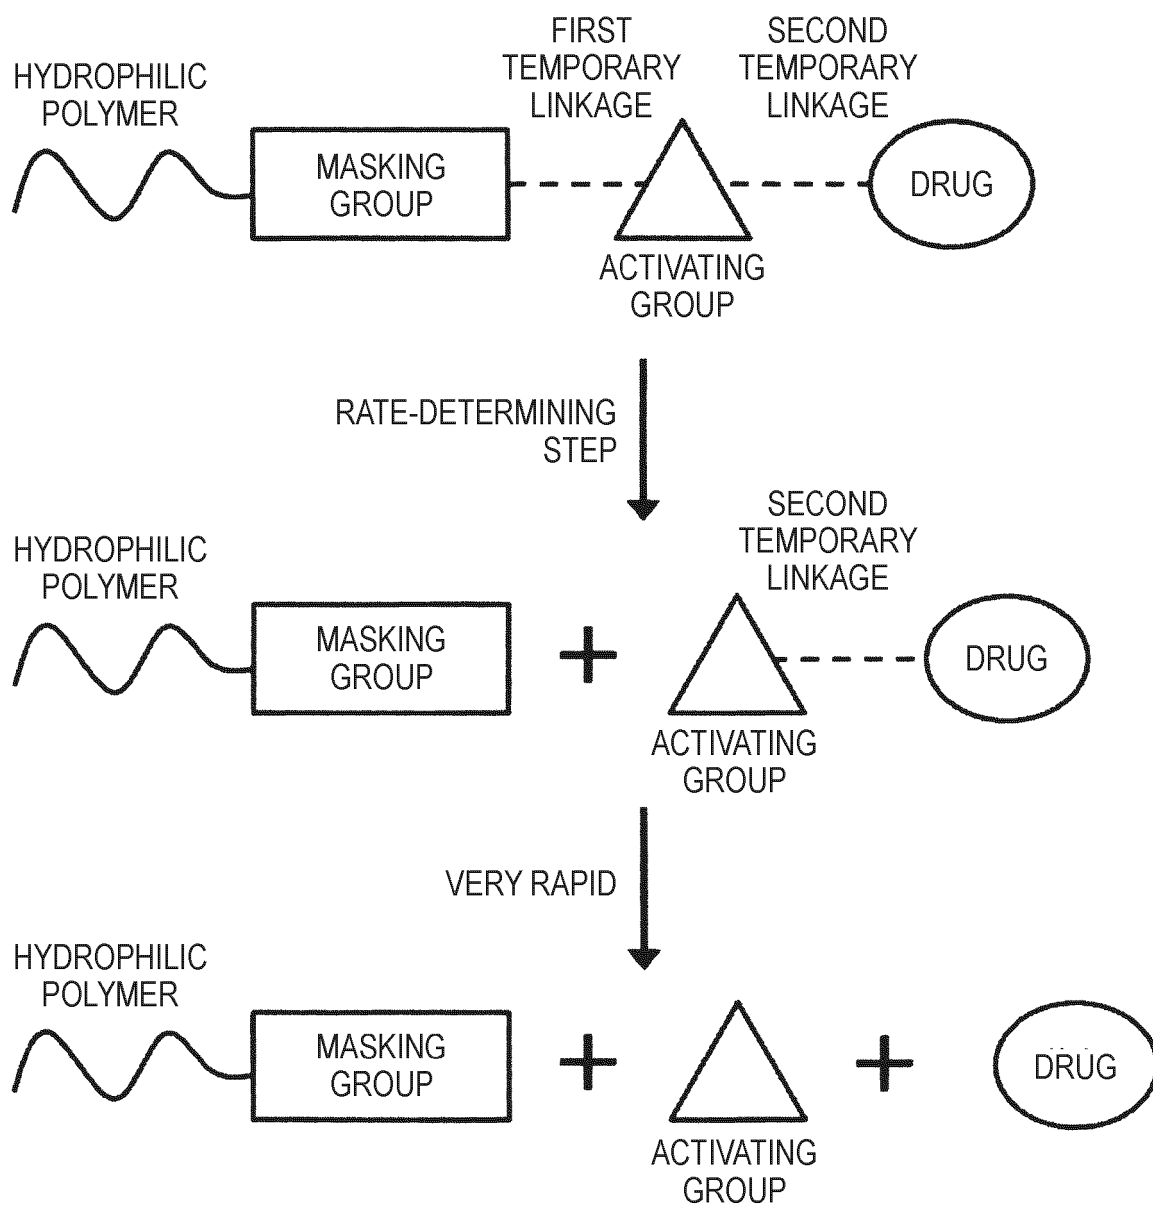 FIRST
TEMPORARY
LINKAGE
SECOND
TEMPORARY
LINKAGE
HYDROPHILIC
POLYMER
MASKING
GROUP
DRUG
ACTIVATING
GROUP
RATE-DETERMINING
STEP
SECOND
TEMPORARY
LINKAGE
HYDROPHILIC
POLYMER
MASKING
GROUP
+
DRUG
ACTIVATING
GROUP
VERY RAPID
HYDROPHILIC
POLYMER
MASKING
GROUP
+
+
DRUG
ACTIVATING
GROUP